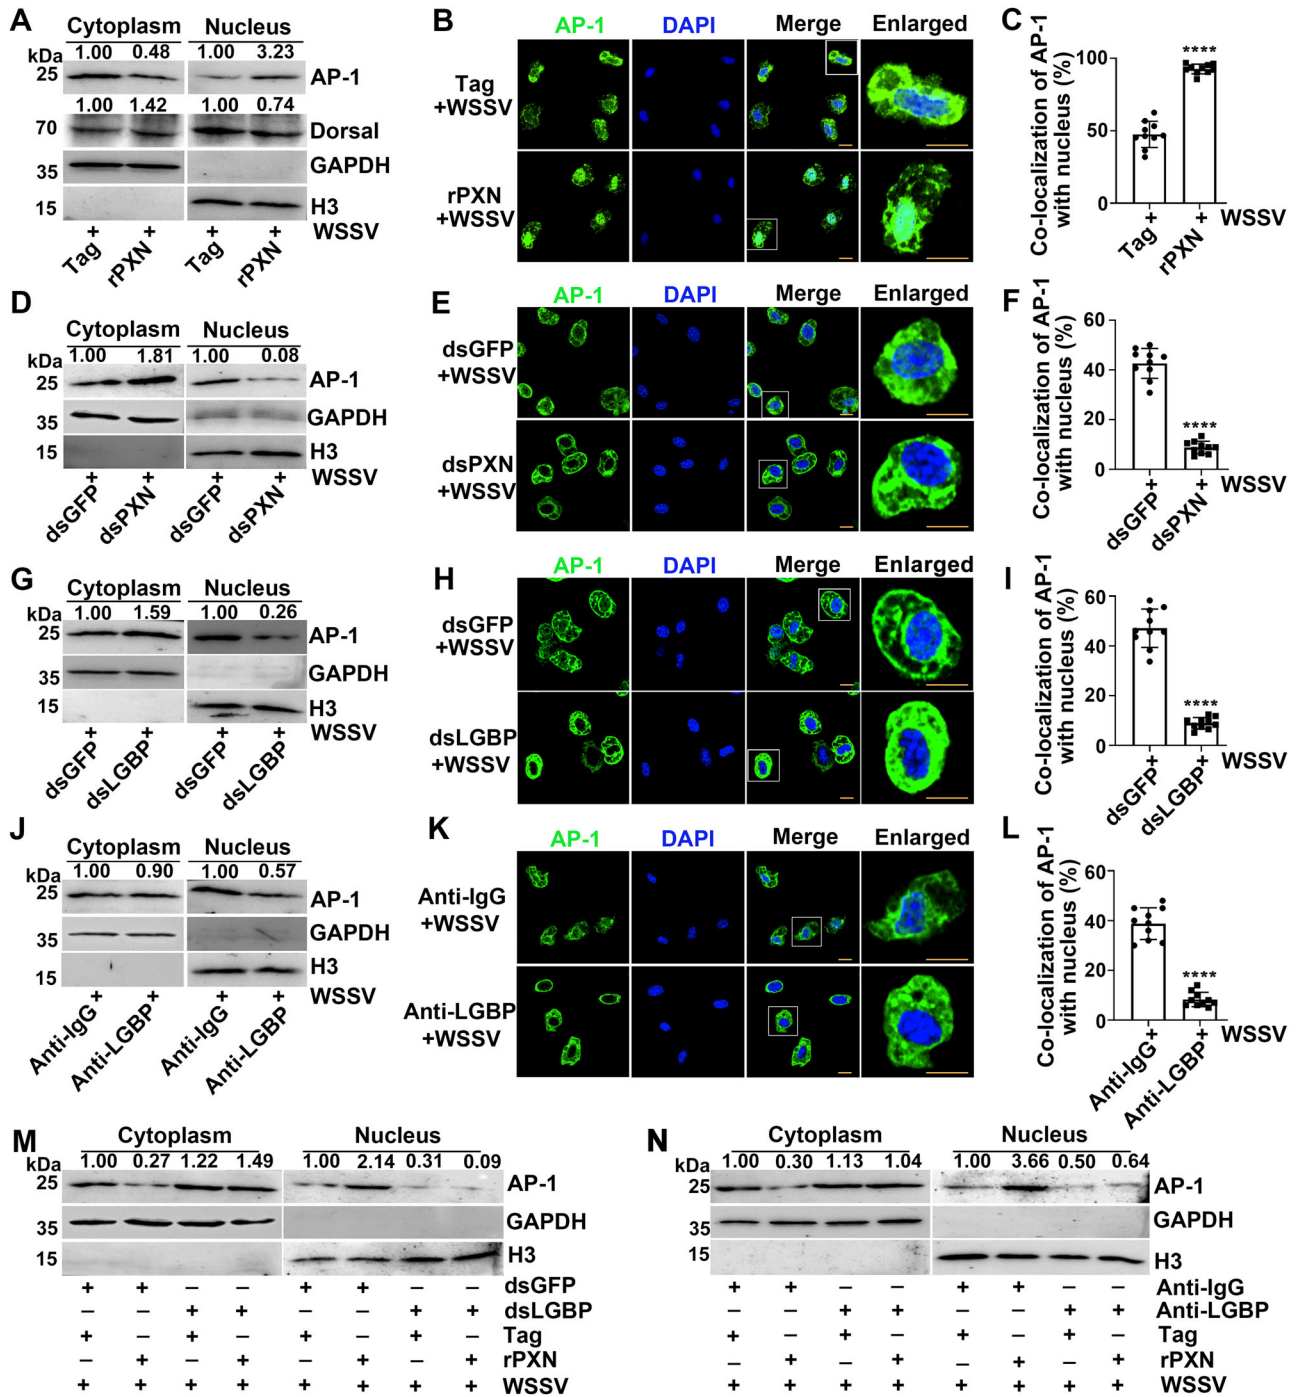 A
Cytoplasm Nucleus
kDa 1.00 0.48 1.00 3.23
25 AP-1
1.00 1.42 1.00 0.74
70 Dorsal
35 GAPDH
15 H3
+ + + + WSSV
Tag rPXN Tag rPXN
B
AP-1 DAPI Merge Enlarged
Tag
+WSSV
rPXN
+WSSV
C
Co-localization of AP-1
with nucleus (%)
100
50
0
****
+ + WSSV
Tag rPXN
D
Cytoplasm Nucleus
kDa 1.00 1.81 1.00 0.08
25 AP-1
35 GAPDH
15 H3
+ + + + WSSV
dsGFP dsPXN dsGFP dsPXN
E
AP-1 DAPI Merge Enlarged
dsGFP
+WSSV
dsPXN
+WSSV
F
Co-localization of AP-1
with nucleus (%)
60
40
20
0
****
+ + WSSV
dsGFP dsPXN
G
Cytoplasm Nucleus
kDa 1.00 1.59 1.00 0.26
25 AP-1
35 GAPDH
15 H3
+ + + + WSSV
dsGFP dsLGBP dsGFP dsLGBP
H
AP-1 DAPI Merge Enlarged
dsGFP
+WSSV
dsLGBP
+WSSV
I
Co-localization of AP-1
with nucleus (%)
60
40
20
0
****
+ + WSSV
dsGFP dsLGBP
J
Cytoplasm Nucleus
kDa 1.00 0.90 1.00 0.57
25 AP-1
35 GAPDH
15 H3
+ + + + WSSV
Anti-IgG Anti-LGBP Anti-IgG Anti-LGBP
K
AP-1 DAPI Merge Enlarged
Anti-IgG
+WSSV
Anti-LGBP
+WSSV
L
Co-localization of AP-1
with nucleus (%)
60
40
20
0
****
+ + WSSV
Anti-IgG Anti-LGBP
M
Cytoplasm Nucleus
kDa 1.00 0.27 1.22 1.49 1.00 2.14 0.31 0.09
25 AP-1
35 GAPDH
15 H3
+ + – – + + – – dsGFP
– – + + – – + + dsLGBP
+ – + – + – + – Tag
– + – + – + – + rPXN
+ + + + + + + + WSSV
N
Cytoplasm Nucleus
kDa 1.00 0.30 1.13 1.04 1.00 3.66 0.50 0.64
25 AP-1
35 GAPDH
15 H3
+ + – – + + – – Anti-IgG
– – + + – – + + Anti-LGBP
+ – + – + – + – Tag
– + – + – + – + rPXN
+ + + + + + + + WSSV